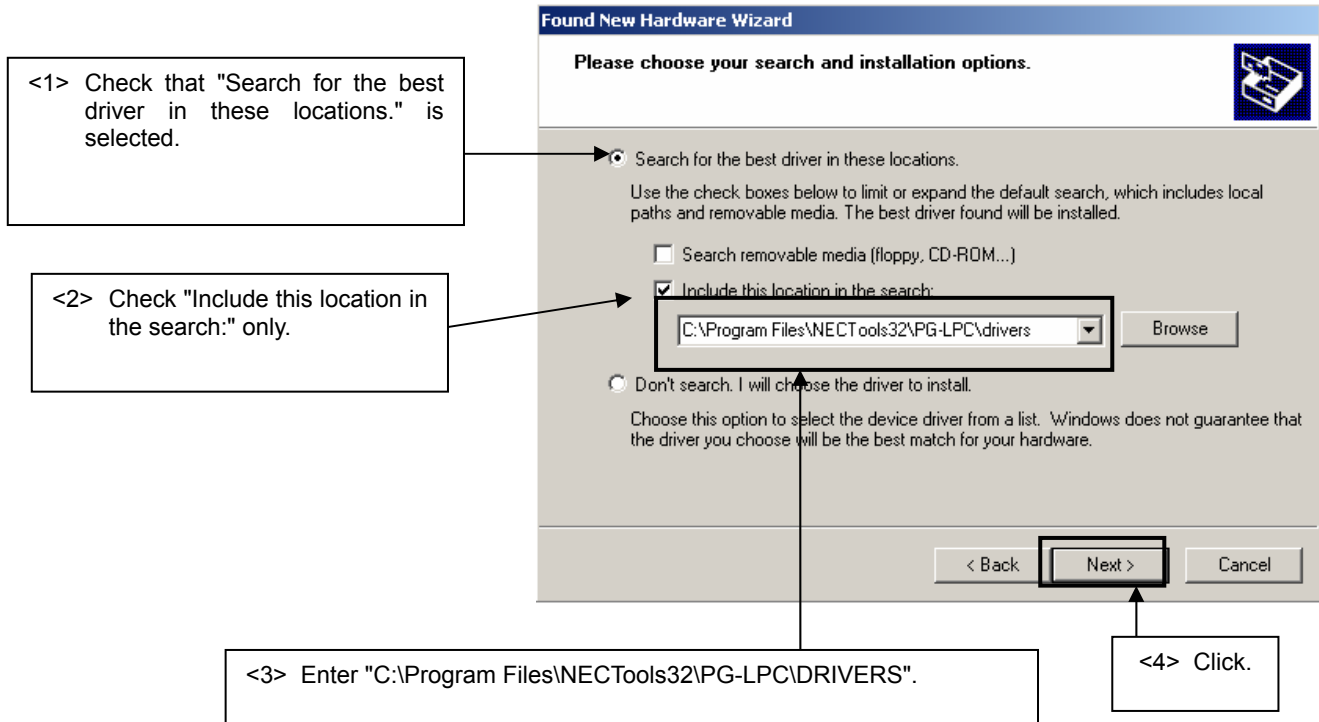 Found New Hardware Wizard
Please choose your search and installation options.
<1> Check that "Search for the best
driver in these locations." is
selected.
Search for the best driver in these locations.
Use the check boxes below to limit or expand the default search, which includes local
paths and removable media. The best driver found will be installed.
Search removable media (floppy, CD-ROM...)
<2> Check "Include this location in
the search:" only.
Include this location in the search:
C:\Program Files\NECTools32\PG-LPC\drivers
Browse
Don't search. I will choose the driver to install.
Choose this option to select the device driver from a list. Windows does not guarantee that
the driver you choose will be the best match for your hardware.
< Back
Next >
Cancel
<3> Enter "C:\Program Files\NECTools32\PG-LPC\DRIVERS".
<4> Click.